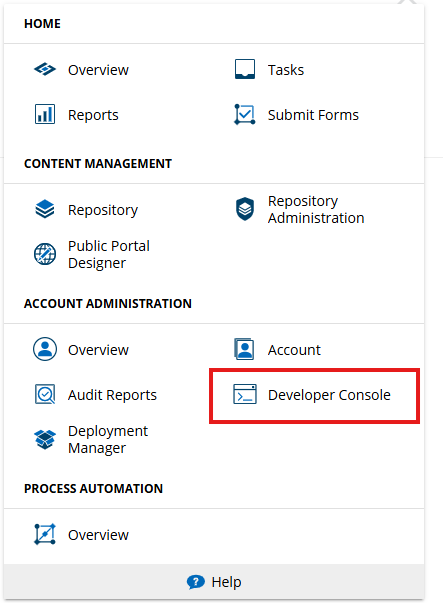 HOME
Overview
Tasks
Reports
Submit Forms
CONTENT MANAGEMENT
Repository
Repository
Administration
Public Portal
Designer
ACCOUNT ADMINISTRATION
Overview
Account
Audit Reports
Developer Console
Deployment
Manager
PROCESS AUTOMATION
Overview
Help